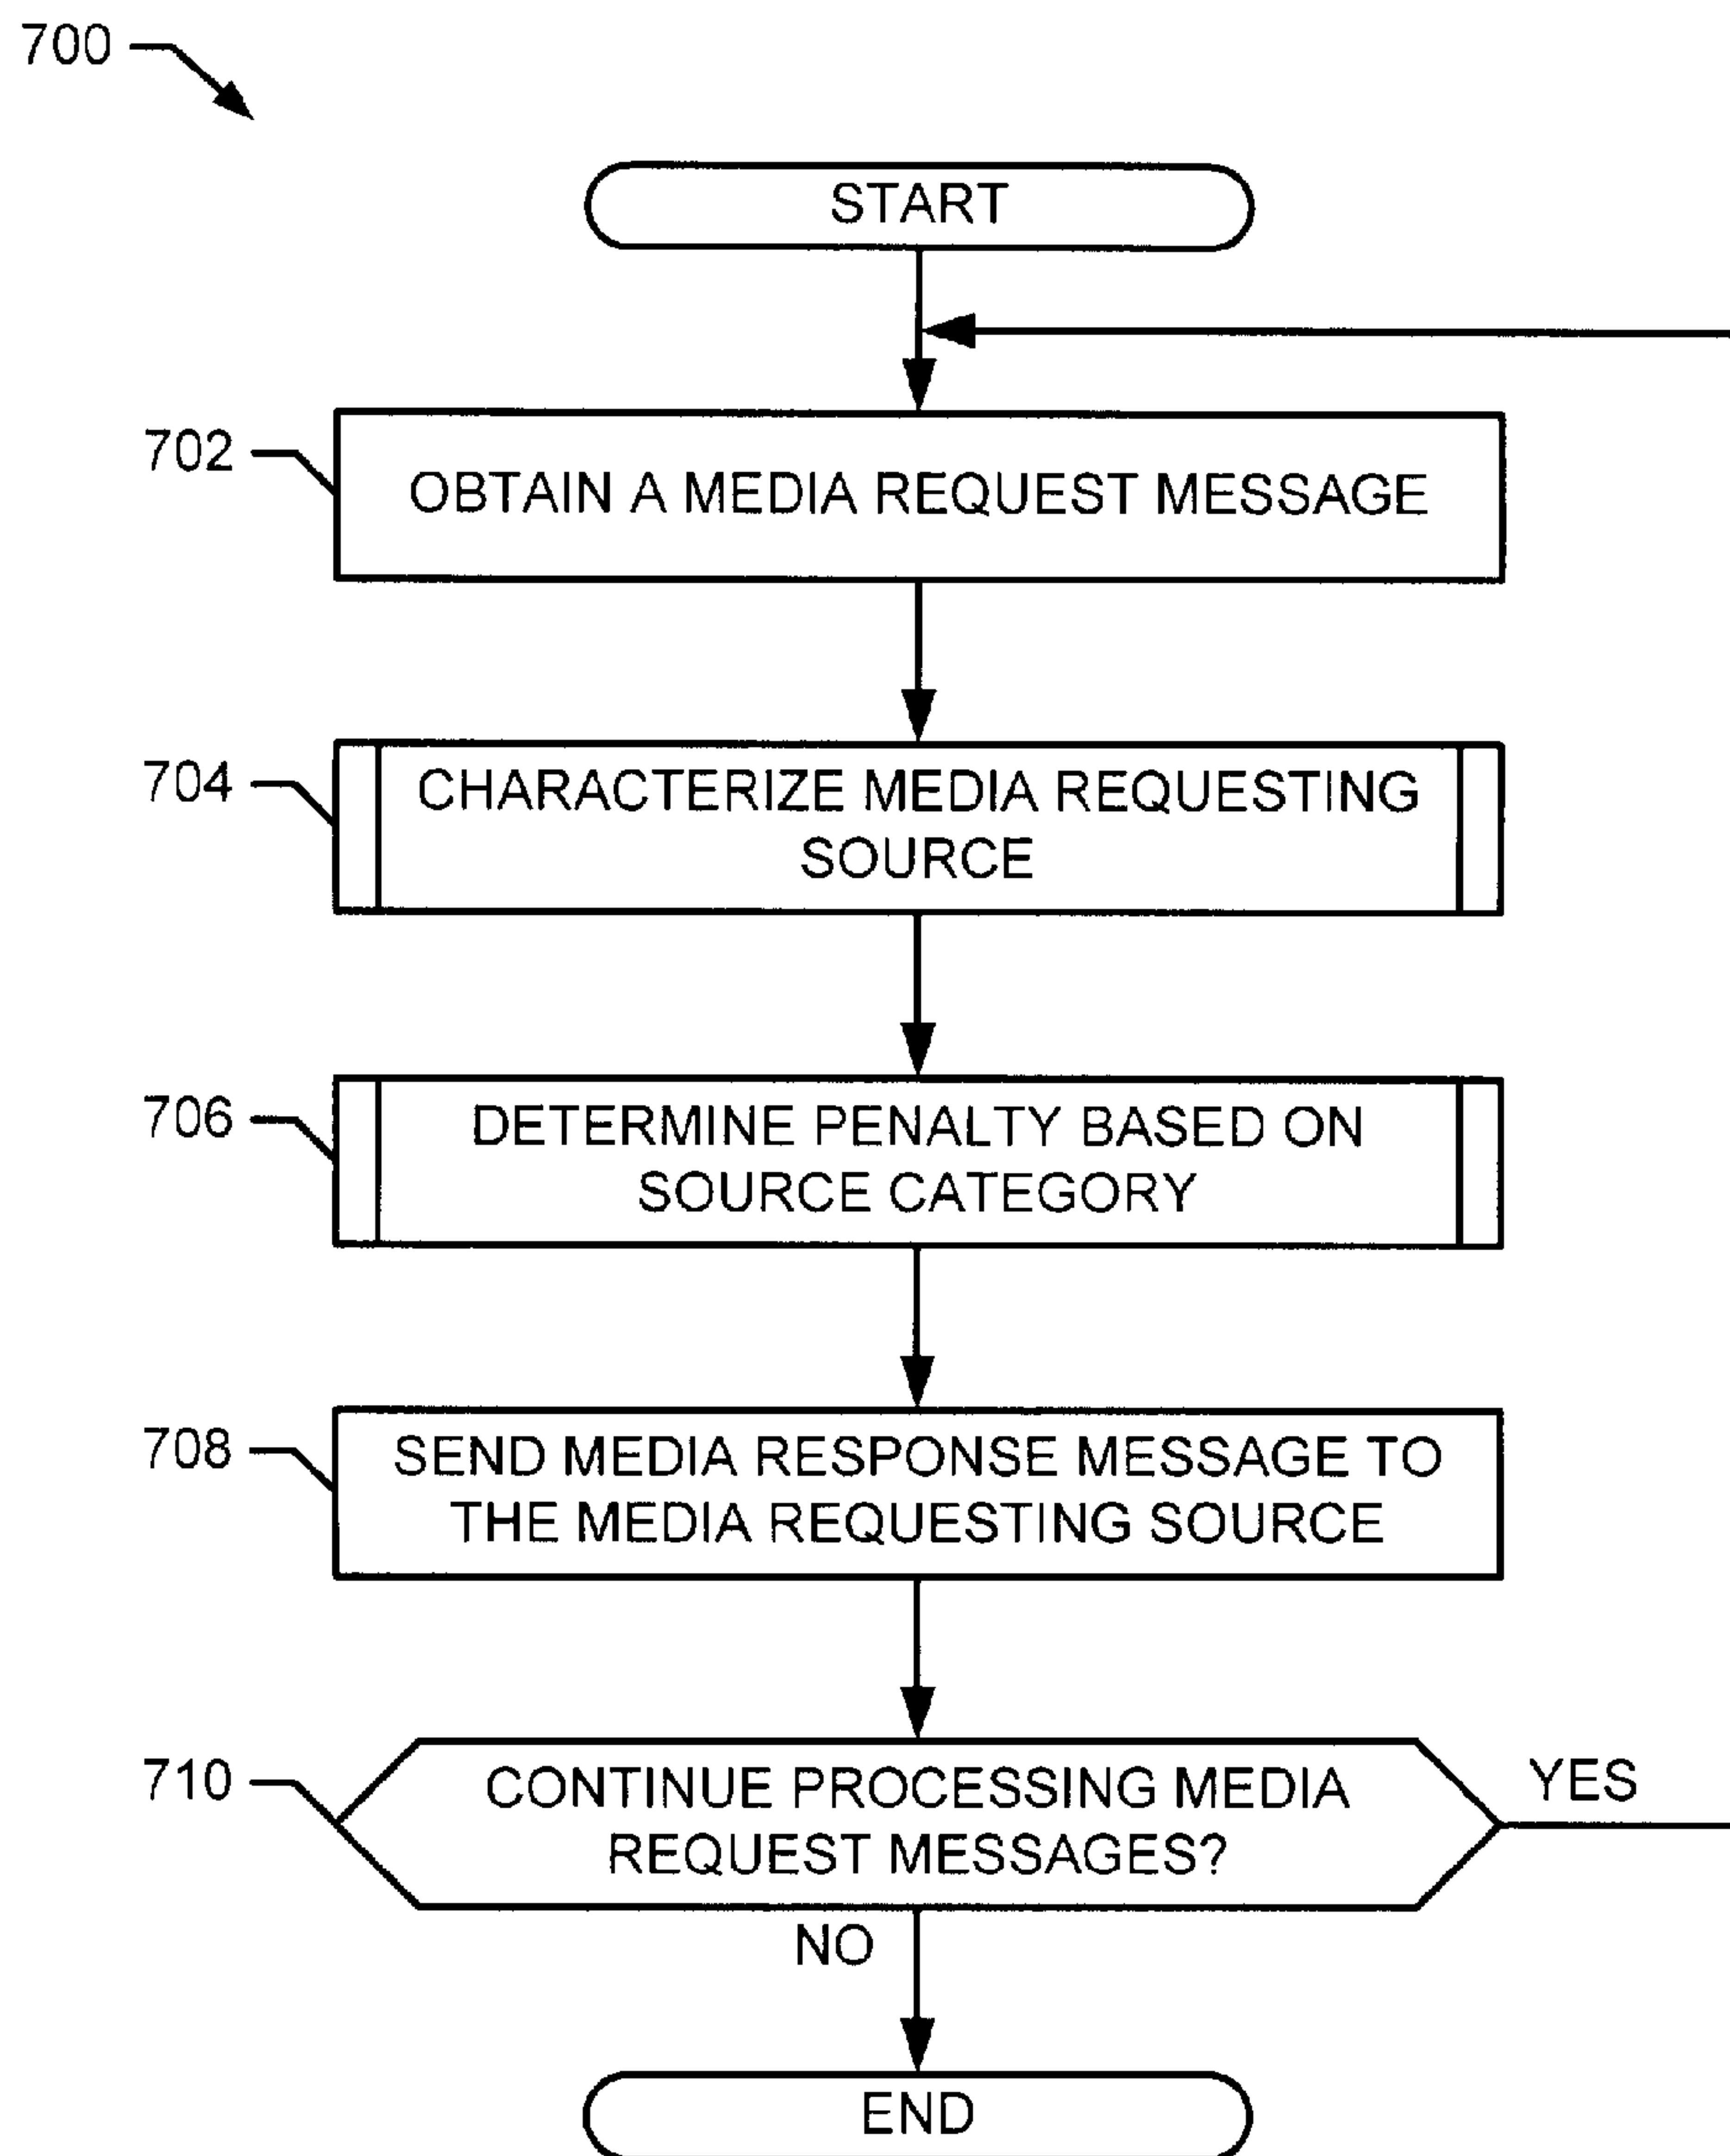 700
START
702
OBTAIN A MEDIA REQUEST MESSAGE
704
CHARACTERIZE MEDIA REQUESTING
SOURCE
706
DETERMINE PENALTY BASED ON
SOURCE CATEGORY
708
SEND MEDIA RESPONSE MESSAGE TO
THE MEDIA REQUESTING SOURCE
710
CONTINUE PROCESSING MEDIA
REQUEST MESSAGES?
YES
NO
END